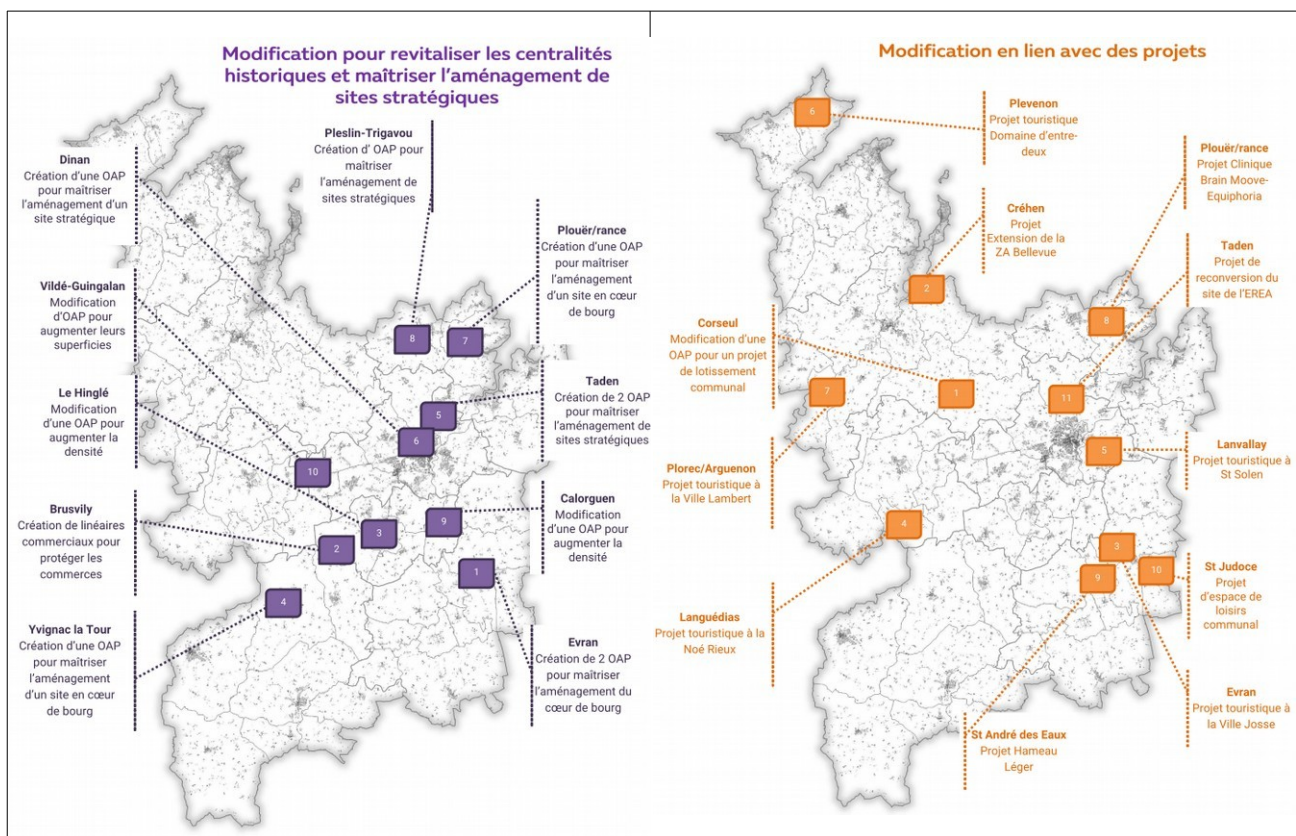 Modification pour revitaliser les centralités
historiques et maîtriser l'aménagement de
sites stratégiques
Pleslin-Trigavou
Création d' OAP pour
maîtriser
l'aménagement de
sites stratégiques
Dinan
Création d'une OAP
pour maîtriser
l'aménagement d'un
site stratégique
Plouër/rance
Création d'une OAP
pour maîtriser
l'aménagement
d'un site en cœur
de bourg
Vildé-Guingalan
Modification
d'OAP pour
augmenter leurs
superficies
Taden
Création de 2 OAP
pour maîtriser
l'aménagement de
sites stratégiques
Le Hinglé
Modification
d'une OAP pour
augmenter la
densité
Calorguen
Modification
d'une OAP pour
augmenter la
densité
Brusvily
Création de linéaires
commerciaux pour
protéger les
commerces
Yvignac la Tour
Création d'une OAP
pour maîtriser
l'aménagement
d'un site en cœur
de bourg
Evran
Création de 2 OAP
pour maîtriser
l'aménagement du
cœur de bourg
8
7
5
6
10
9
3
2
1
4
Modification en lien avec des projets
Plevenon
Projet touristique
Domaine d'entre-
deux
Plouër/rance
Projet Clinique
Brain Moove-
Equiphoria
Créhen
Projet
Extension de la
ZA Bellevue
Taden
Projet de
reconversion du
site de l'EREA
Corseul
Modification d'une
OAP pour un projet
de lotissement
communal
Plorec/Arguenon
Projet touristique à
la Ville Lambert
Lanvallay
Projet touristique à
St Solen
Languédias
Projet touristique à la
Noé Rieux
St Judoce
Projet
d'espace de
loisirs
communal
Evran
Projet touristique à
la Ville Josse
St André des Eaux
Projet Hameau
Léger
6
2
8
7
1
11
5
4
3
10
9